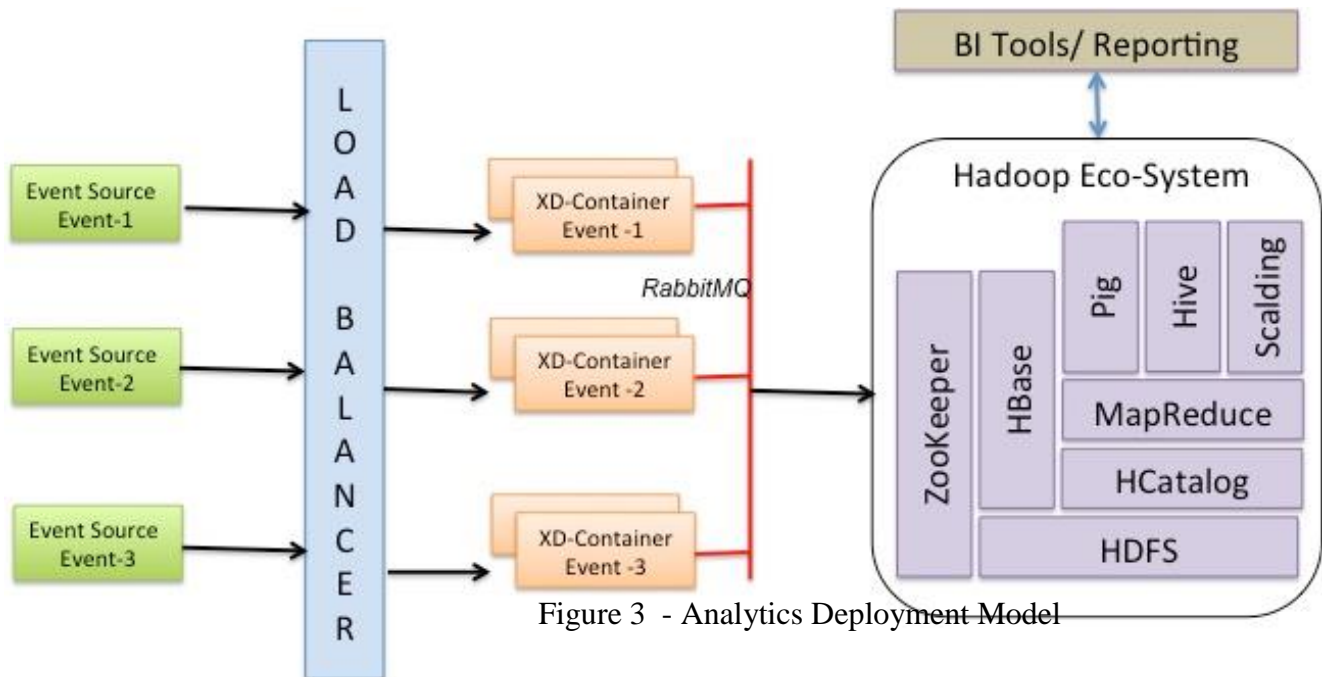 BI Tools/ Reporting
LOAD BALANCER
Event Source
Event-1
Event Source
Event-2
Event Source
Event-3
XD-Container
Event -1
RabbitMQ
XD-Container
Event -2
XD-Container
Event -3
Hadoop Eco-System
ZooKeeper
HBase
Pig
Hive
Scalding
MapReduce
HCatalog
HDFS
Figure 3 - Analytics Deployment Model